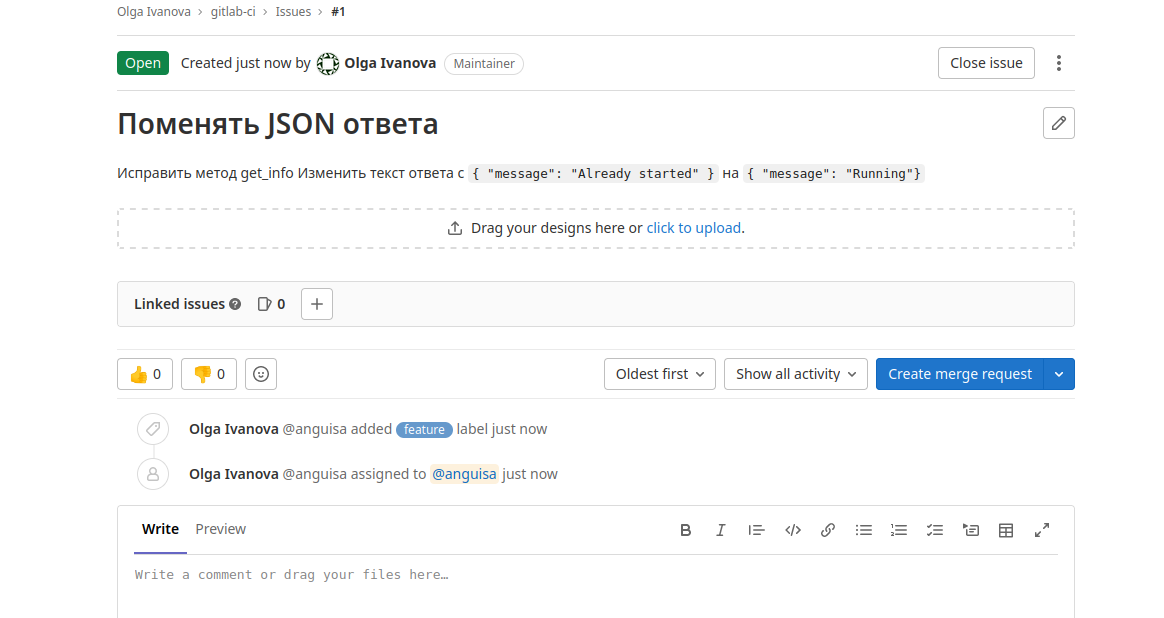 Olga Ivanova › gitlab-ci › Issues › #1
Open Created just now by Olga Ivanova Maintainer Close issue
Поменять JSON ответа
Исправить метод get_info Изменить текст ответа с { "message": "Already started" } на { "message": "Running"}
Drag your designs here or click to upload.
Linked issues 0
0 0 Oldest first Show all activity Create merge request
Olga Ivanova @anguisa added feature label just now
Olga Ivanova @anguisa assigned to @anguisa just now
Write Preview
Write a comment or drag your files here…